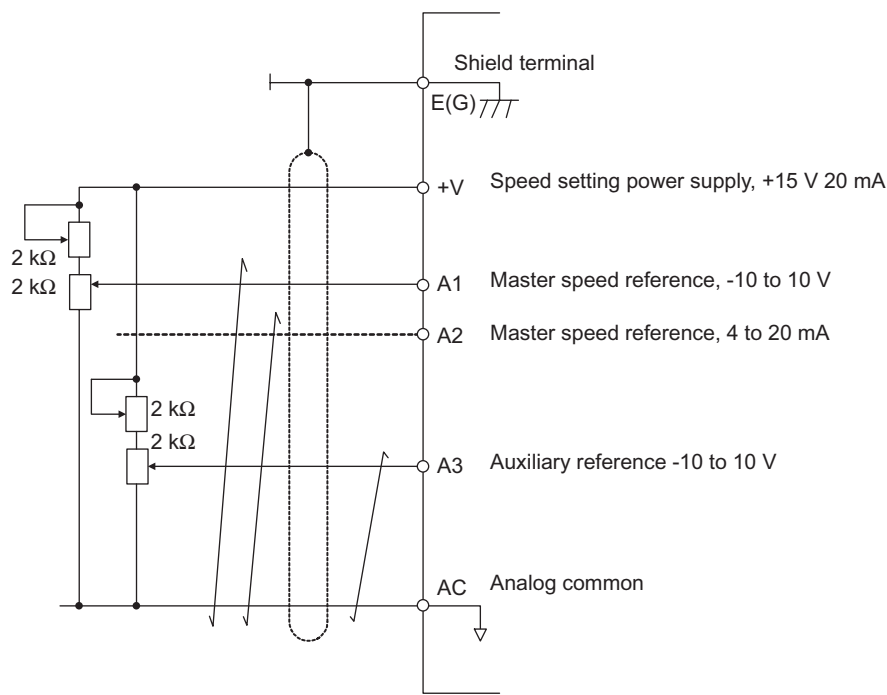 Shield terminal
E(G)
+V Speed setting power supply, +15 V 20 mA
2 kΩ
2 kΩ
A1 Master speed reference, -10 to 10 V
A2 Master speed reference, 4 to 20 mA
2 kΩ
2 kΩ
A3 Auxiliary reference -10 to 10 V
AC Analog common